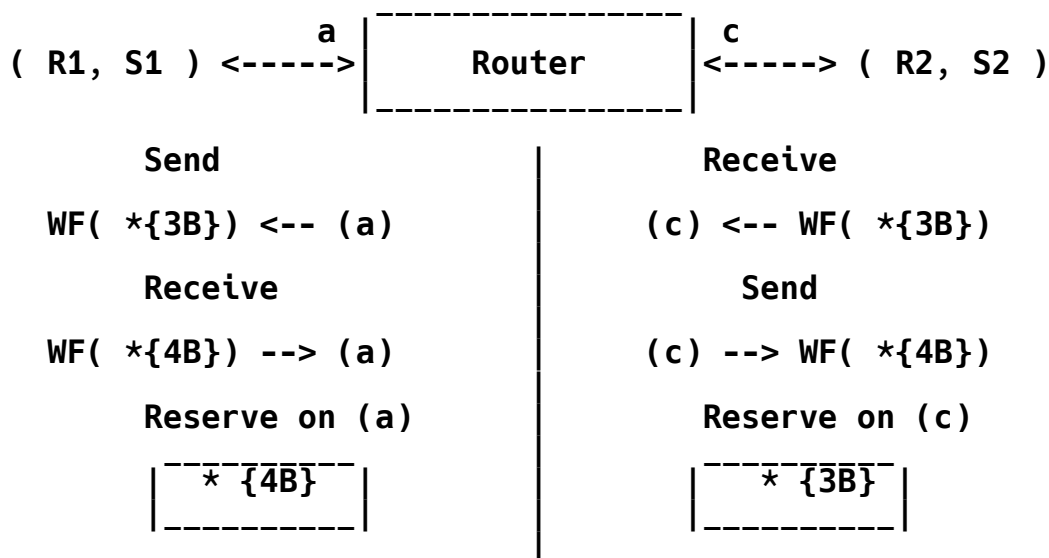 a c
( R1, S1 ) <-----> Router <-----> ( R2, S2 )
Send Receive
WF( *{3B}) <-- (a) (c) <-- WF( *{3B})
Receive Send
WF( *{4B}) --> (a) (c) --> WF( *{4B})
Reserve on (a) Reserve on (c)
* {4B} * {3B}